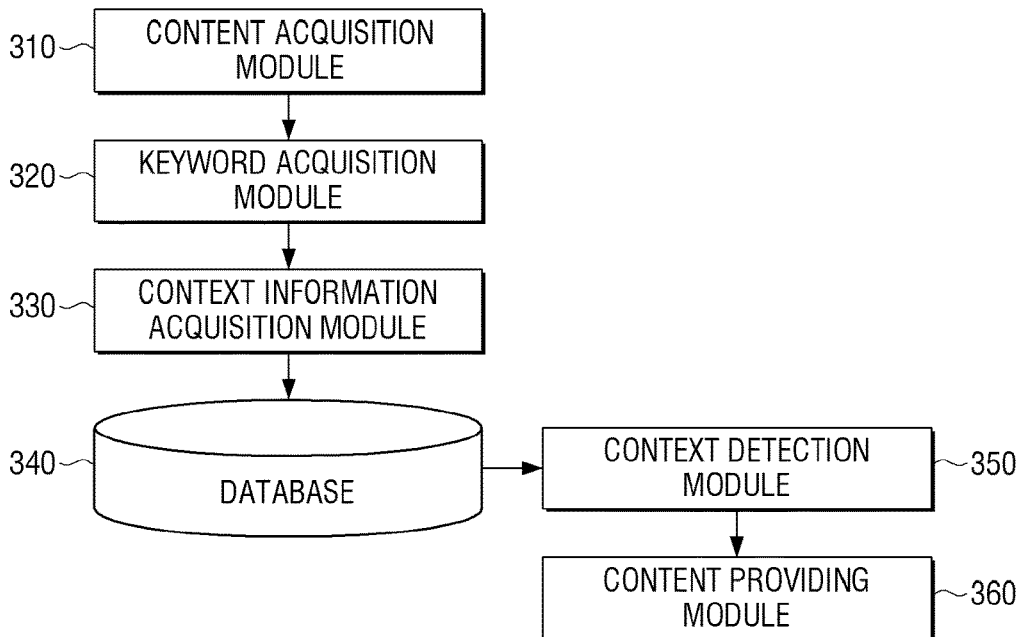 310
CONTENT ACQUISITION
MODULE
320
KEYWORD ACQUISITION
MODULE
330
CONTEXT INFORMATION
ACQUISITION MODULE
340
DATABASE
CONTEXT DETECTION
MODULE
350
CONTENT PROVIDING
MODULE
360